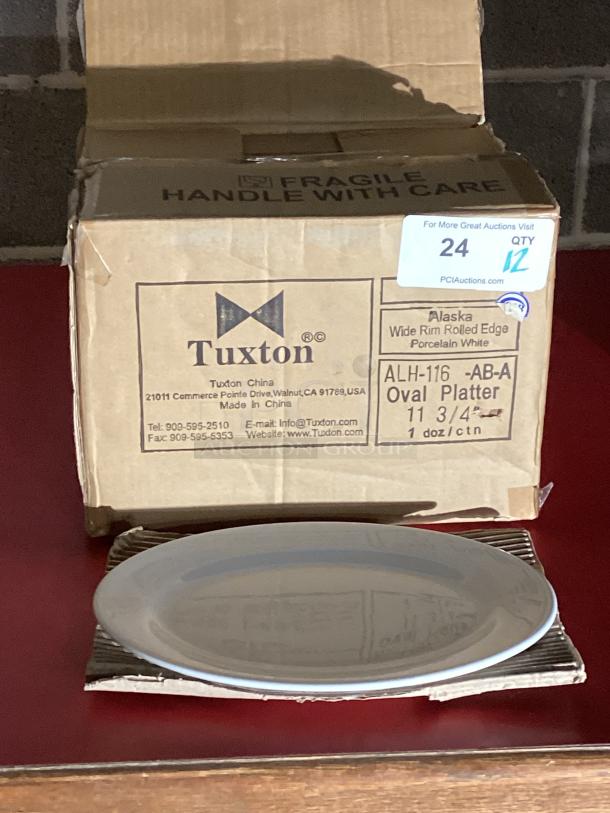 FRAGILE
HANDLE WITH CARE
For More Great Auctions Visit
24
QTY
12
PCIAuctions.com
Tuxton ®©
Tuxton China
21011 Commerce Pointe Drive,Walnut,CA 91789,USA
Made in China
Tel: 909-595-2510 E-mail: Info@Tuxton.com
Fax: 909-595-5353 Website: www.Tuxton.com
Alaska
Wide Rim Rolled Edge
Porcelain White
ALH-116 -AB-A
Oval Platter
11 3/4"
1 doz/ctn
AUCTION GROUP